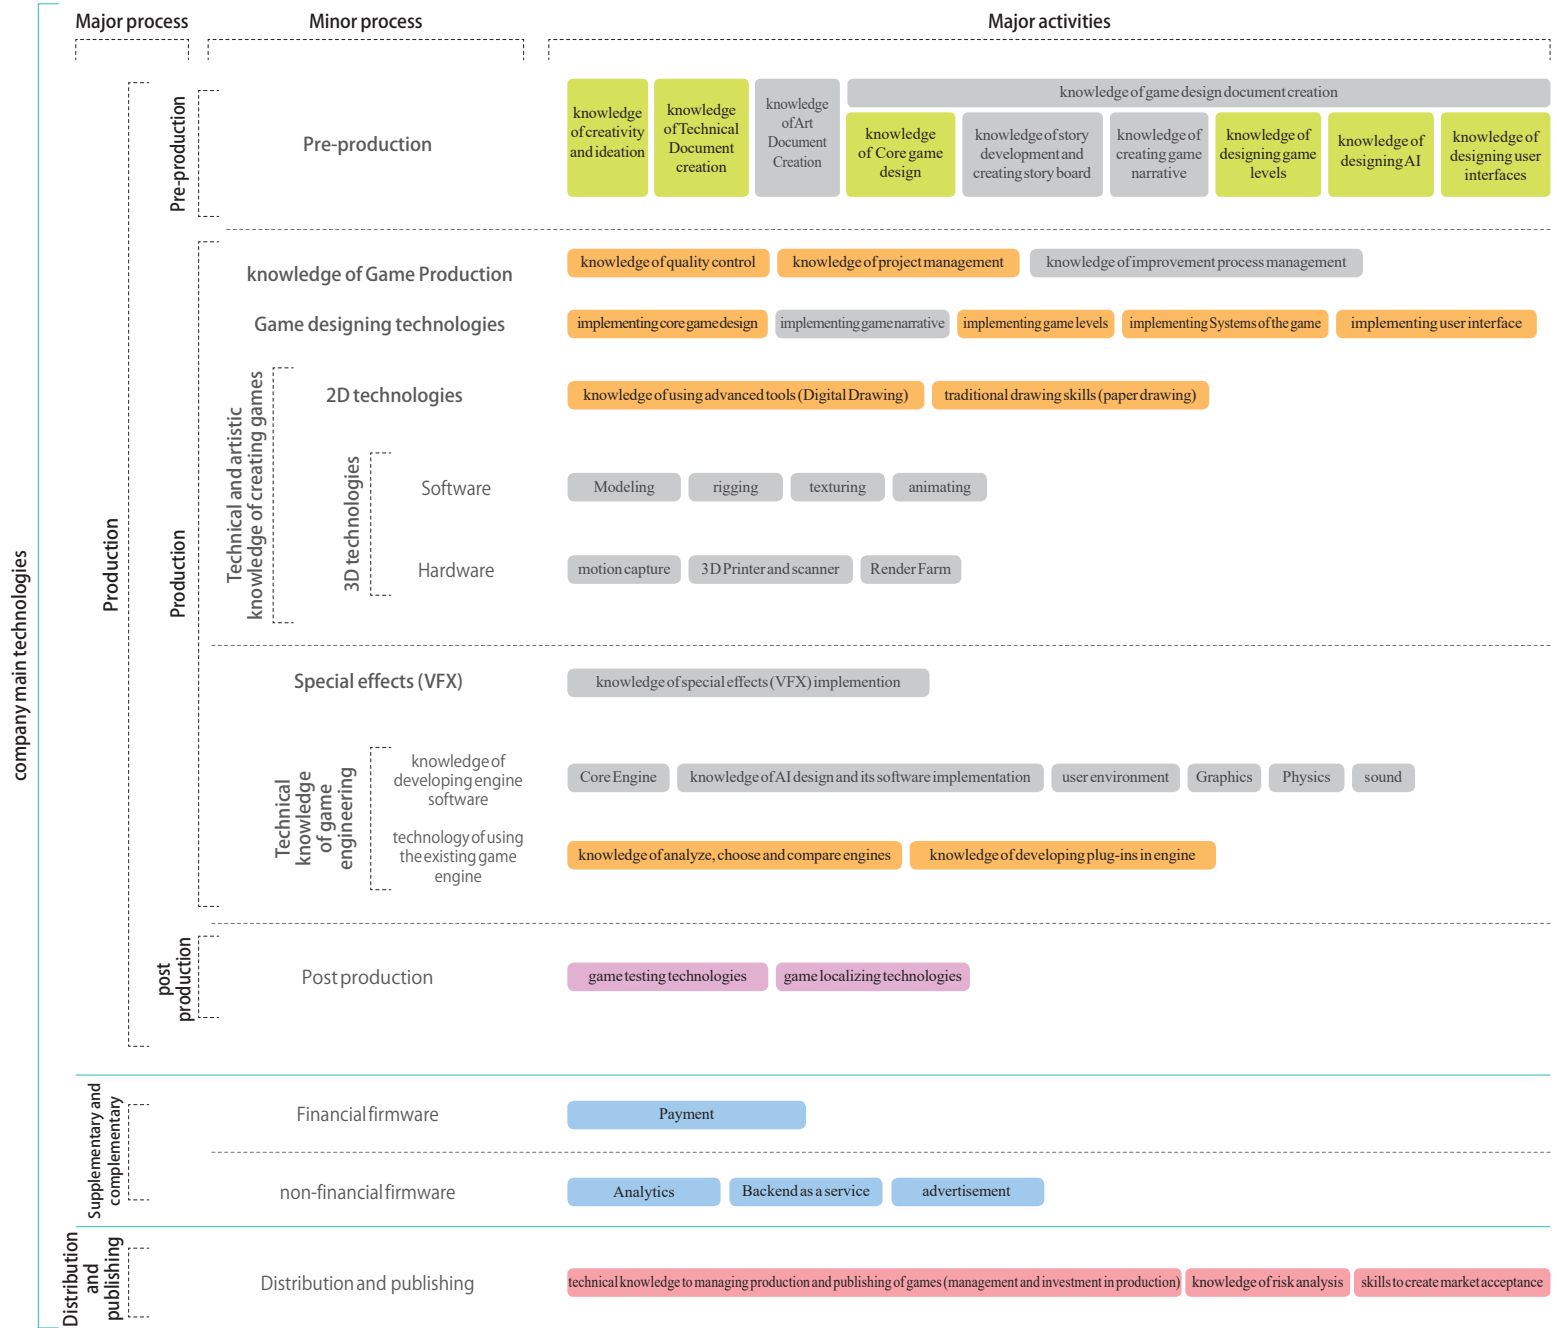 Major process
Minor process
Major activities
company main technologies
Production
Pre-production
Pre-production
knowledge
of creativity
and ideation
knowledge
of Technical
Document
creation
knowledge
of Art
Document
Creation
knowledge of game design document creation
knowledge
of Core game
design
knowledge of story
development and
creating story board
knowledge of
creating game
narrative
knowledge of
designing game
levels
knowledge of
designing AI
knowledge of
designing user
interfaces
Production
knowledge of Game Production
knowledge of quality control
knowledge of project management
knowledge of improvement process management
Game designing technologies
implementing core game design
implementing game narrative
implementing game levels
implementing Systems of the game
implementing user interface
Technical and artistic
knowledge of creating games
2D technologies
knowledge of using advanced tools (Digital Drawing)
traditional drawing skills (paper drawing)
3D technologies
Software
Modeling
rigging
texturing
animating
Hardware
motion capture
3D Printer and scanner
Render Farm
Special effects (VFX)
knowledge of special effects (VFX) implemention
Technical
knowledge
of game
engineering
knowledge of
developing engine
software
Core Engine
knowledge of AI design and its software implementation
user environment
Graphics
Physics
sound
technology of using
the existing game
engine
knowledge of analyze, choose and compare engines
knowledge of developing plug-ins in engine
post
production
Post production
game testing technologies
game localizing technologies
Supplementary and
complementary
Financial firmware
Payment
non-financial firmware
Analytics
Backend as a service
advertisement
Distribution
and
publishing
Distribution and publishing
technical knowledge to managing production and publishing of games (management and investment in production)
knowledge of risk analysis
skills to create market acceptance